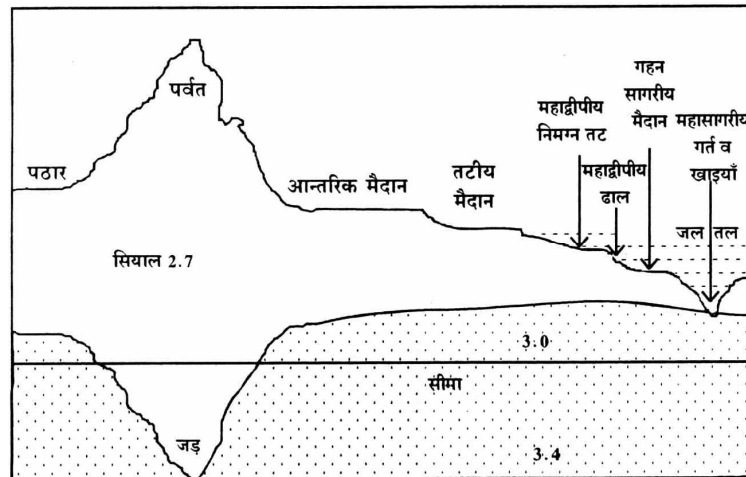 पर्वत
पठार
आन्तरिक मैदान
तटीय
मैदान
महाद्वीपीय
निमग्न तट
महाद्वीपीय
ढाल
गहन
सागरीय
मैदान
महासागरीय
गर्त व
खाइयाँ
जल तल
सियाल 2.7
3.0
सीमा
जड़
3.4